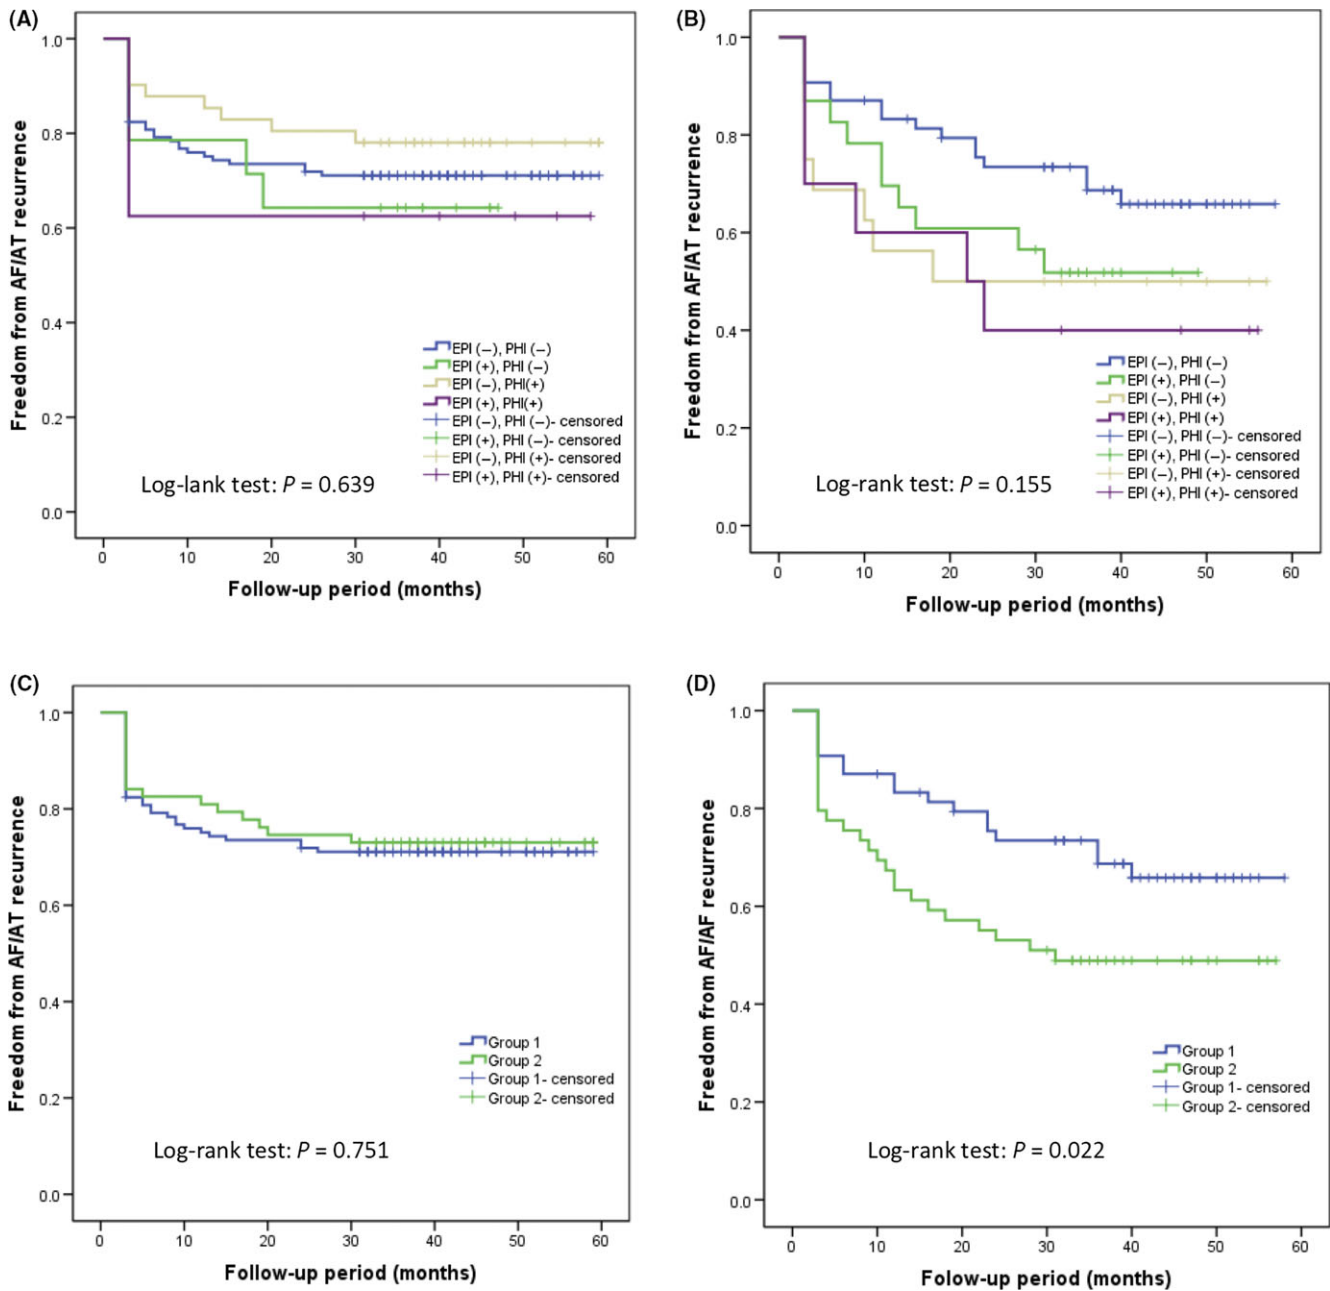 (A)
Freedom from AF/AT recurrence
1.0
0.8
0.6
0.4
0.2
0.0
EPI (–), PHI (–)
EPI (+), PHI (–)
EPI (–), PHI(+)
EPI (+), PHI(+)
EPI (–), PHI (–)- censored
EPI (+), PHI (–)- censored
EPI (–), PHI (+)- censored
EPI (+), PHI (+)- censored
Log-lank test: P = 0.639
0 10 20 30 40 50 60
Follow-up period (months)
(B)
Freedom from AF/AT recurrence
1.0
0.8
0.6
0.4
0.2
0.0
EPI (–), PHI (–)
EPI (+), PHI (–)
EPI (–), PHI (+)
EPI (+), PHI (+)
EPI (–), PHI (–)- censored
EPI (+), PHI (–)- censored
EPI (–), PHI (+)- censored
EPI (+), PHI (+)- censored
Log-rank test: P = 0.155
0 10 20 30 40 50 60
Follow-up period (months)
(C)
Freedom from AF/AT recurrence
1.0
0.8
0.6
0.4
0.2
0.0
Group 1
Group 2
Group 1- censored
Group 2- censored
Log-rank test: P = 0.751
0 10 20 30 40 50 60
Follow-up period (months)
(D)
Freedom from AF/AF recurrence
1.0
0.8
0.6
0.4
0.2
0.0
Group 1
Group 2
Group 1- censored
Group 2- censored
Log-rank test: P = 0.022
0 10 20 30 40 50 60
Folow-up period (months)